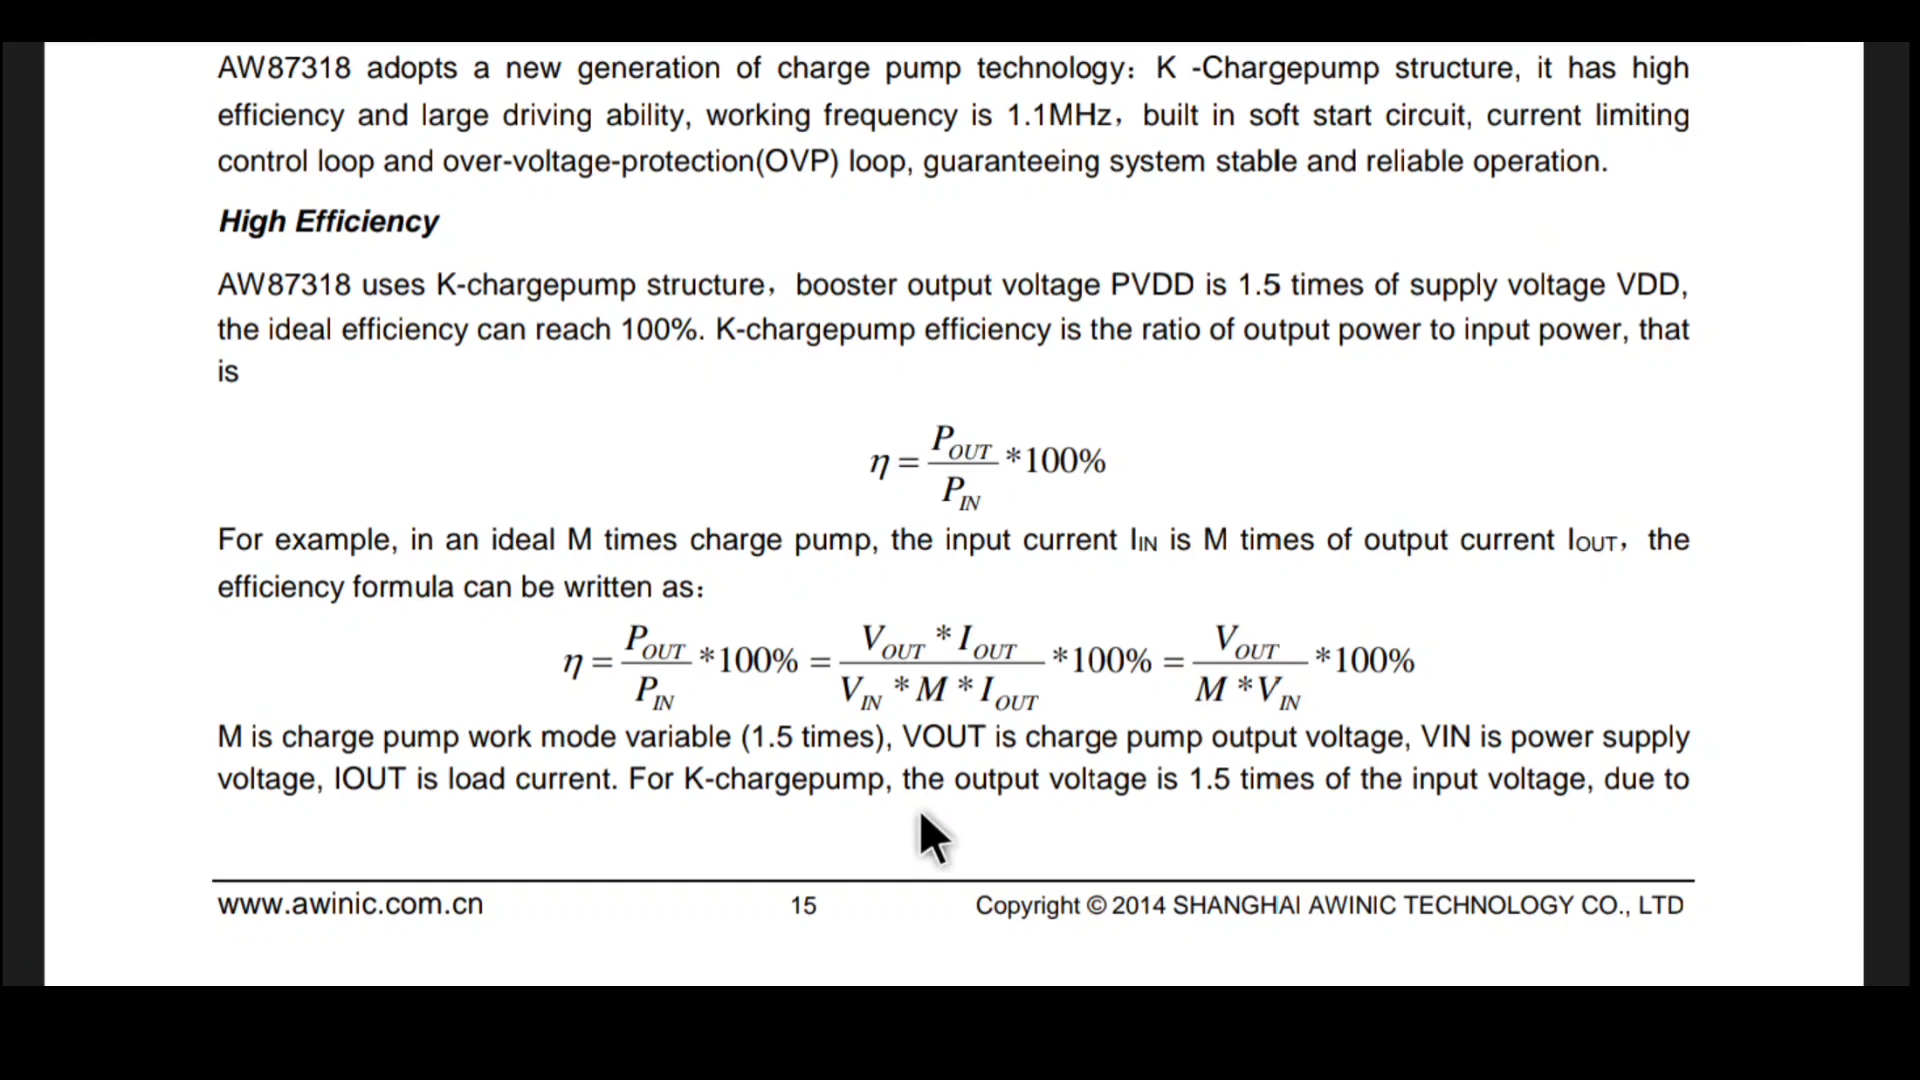 AW87318 adopts a new generation of charge pump technology：K -Chargepump structure, it has high
efficiency and large driving ability, working frequency is 1.1MHz，built in soft start circuit, current limiting
control loop and over-voltage-protection(OVP) loop, guaranteeing system stable and reliable operation.
High Efficiency
AW87318 uses K-chargepump structure，booster output voltage PVDD is 1.5 times of supply voltage VDD,
the ideal efficiency can reach 100%. K-chargepump efficiency is the ratio of output power to input power, that
is
η = P_OUT / P_IN *100%
For example, in an ideal M times charge pump, the input current IIN is M times of output current IOUT，the
efficiency formula can be written as：
η = P_OUT / P_IN *100% = V_OUT * I_OUT / V_IN * M * I_OUT *100% = V_OUT / M * V_IN *100%
M is charge pump work mode variable (1.5 times), VOUT is charge pump output voltage, VIN is power supply
voltage, IOUT is load current. For K-chargepump, the output voltage is 1.5 times of the input voltage, due to
www.awinic.com.cn 15 Copyright © 2014 SHANGHAI AWINIC TECHNOLOGY CO., LTD